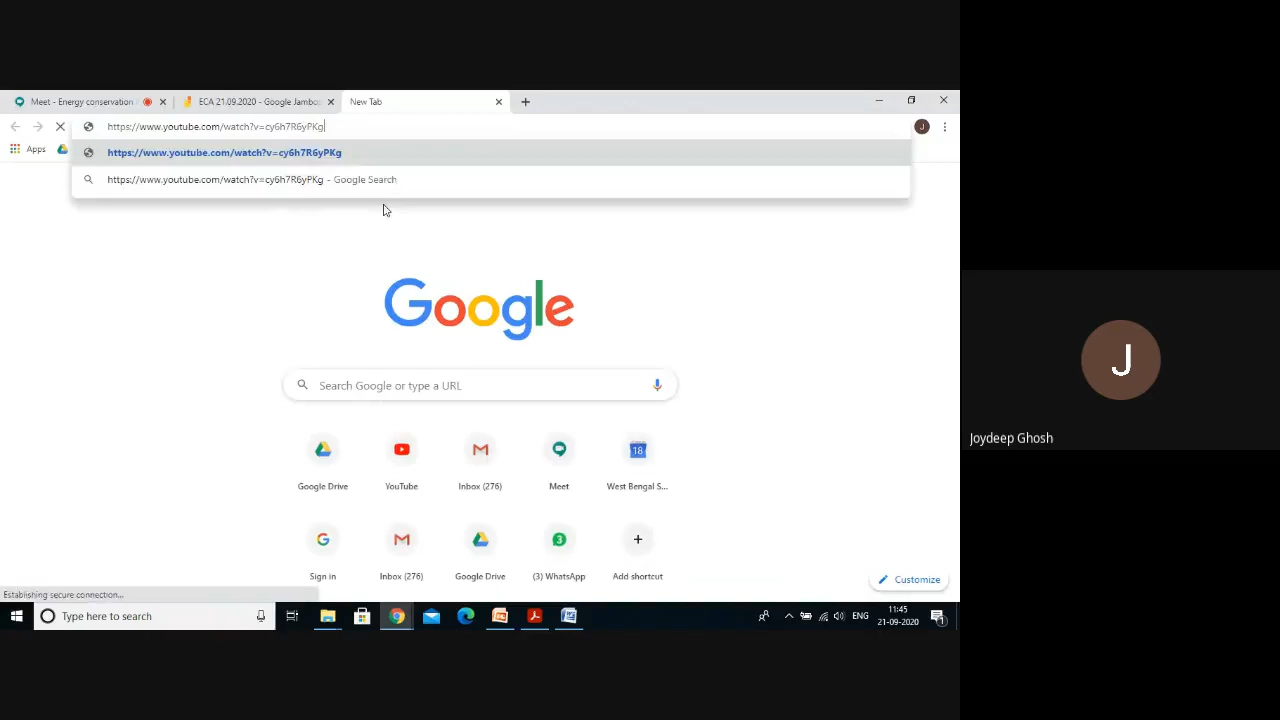 Meet - Energy conservation
ECA 21.09.2020 - Google Jambo
New Tab
https://www.youtube.com/watch?v=cy6h7R6yPKg
J
Apps
https://www.youtube.com/watch?v=cy6h7R6yPKg
https://www.youtube.com/watch?v=cy6h7R6yPKg - Google Search
Google
Search Google or type a URL
18
Google Drive YouTube Inbox (276) Meet West Bengal S...
G 3
Sign in Inbox (276) Google Drive (3) WhatsApp Add shortcut
Customize
Establishing secure connection...
Type here to search
ENG
11:45
21-09-2020
1
J
Joydeep Ghosh